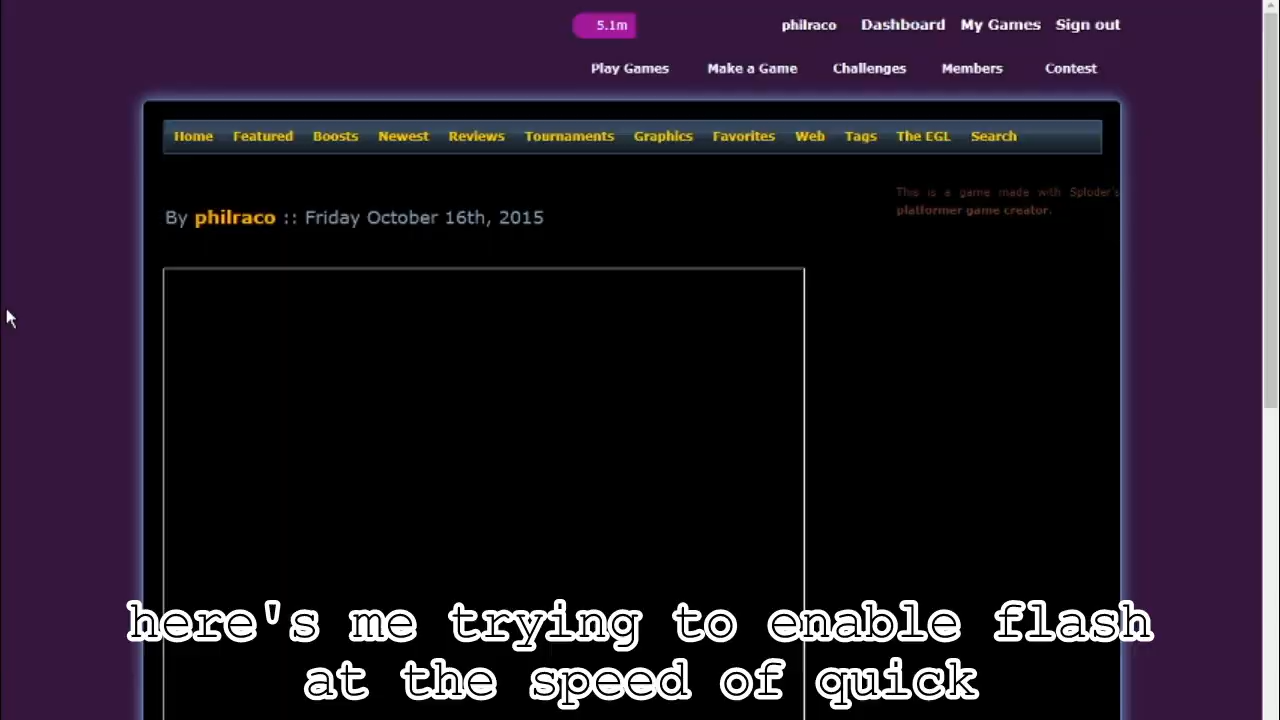 5.1m
philraco Dashboard My Games Sign out
Play Games Make a Game Challenges Members Contest
Home Featured Boosts Newest Reviews Tournaments Graphics Favorites Web Tags The EGL Search
This is a game made with Sploder's
platformer game creator.
By philraco :: Friday October 16th, 2015
here's me trying to enable flash
at the speed of quick